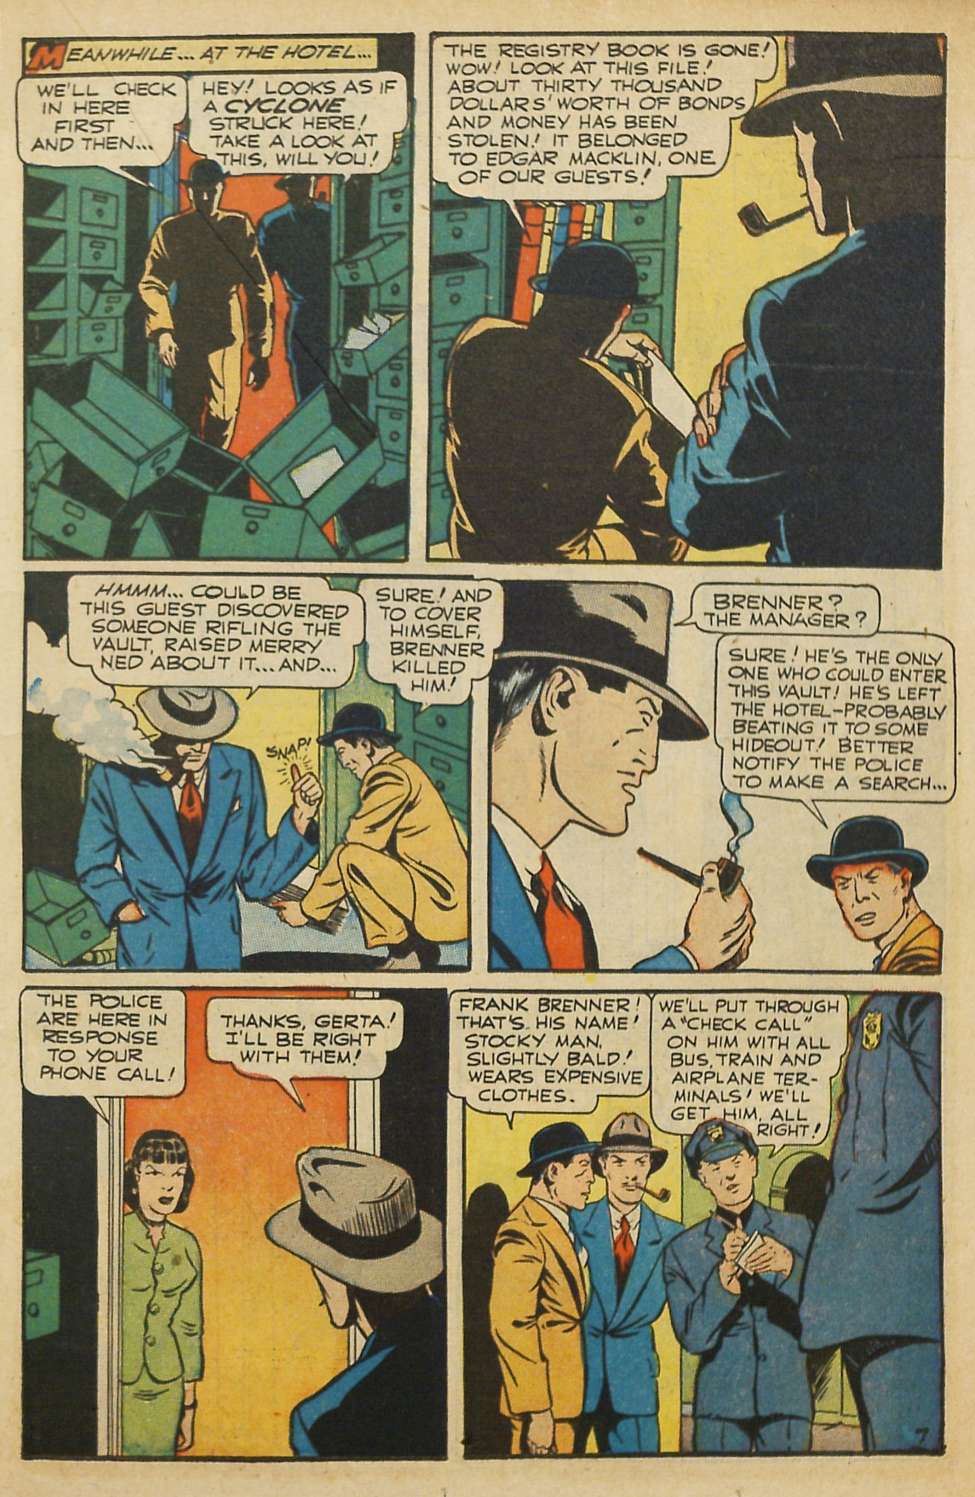 MEANWHILE... AT THE HOTEL...
WE'LL CHECK
IN HERE
FIRST
AND THEN...
HEY! LOOKS AS IF
A CYCLONE
STRUCK HERE!
TAKE A LOOK AT
THIS, WILL YOU!
THE REGISTRY BOOK IS GONE!
WOW! LOOK AT THIS FILE!
ABOUT THIRTY THOUSAND
DOLLARS' WORTH OF BONDS
AND MONEY HAS BEEN
STOLEN! IT BELONGED
TO EDGAR MACKLIN, ONE
OF OUR GUESTS!
HMMM... COULD BE
THIS GUEST DISCOVERED
SOMEONE RIFLING THE
VAULT, RAISED MERRY
NED ABOUT IT... AND...
SURE! AND
TO COVER
HIMSELF,
BRENNER
KILLED
HIM!
SNAP!
BRENNER?
THE MANAGER?
SURE! HE'S THE ONLY
ONE WHO COULD ENTER
THIS VAULT! HE'S LEFT
THE HOTEL-PROBABLY
BEATING IT TO SOME
HIDEOUT! BETTER
NOTIFY THE POLICE
TO MAKE A SEARCH...
THE POLICE
ARE HERE IN
RESPONSE
TO YOUR
PHONE CALL!
THANKS, GERTA!
I'LL BE RIGHT
WITH THEM!
FRANK BRENNER!
THAT'S HIS NAME!
STOCKY MAN,
SLIGHTLY BALD!
WEARS EXPENSIVE
CLOTHES.
WE'LL PUT THROUGH
A "CHECK CALL"
ON HIM WITH ALL
BUS, TRAIN AND
AIRPLANE TER-
MINALS! WE'LL
GET HIM, ALL
RIGHT!
7